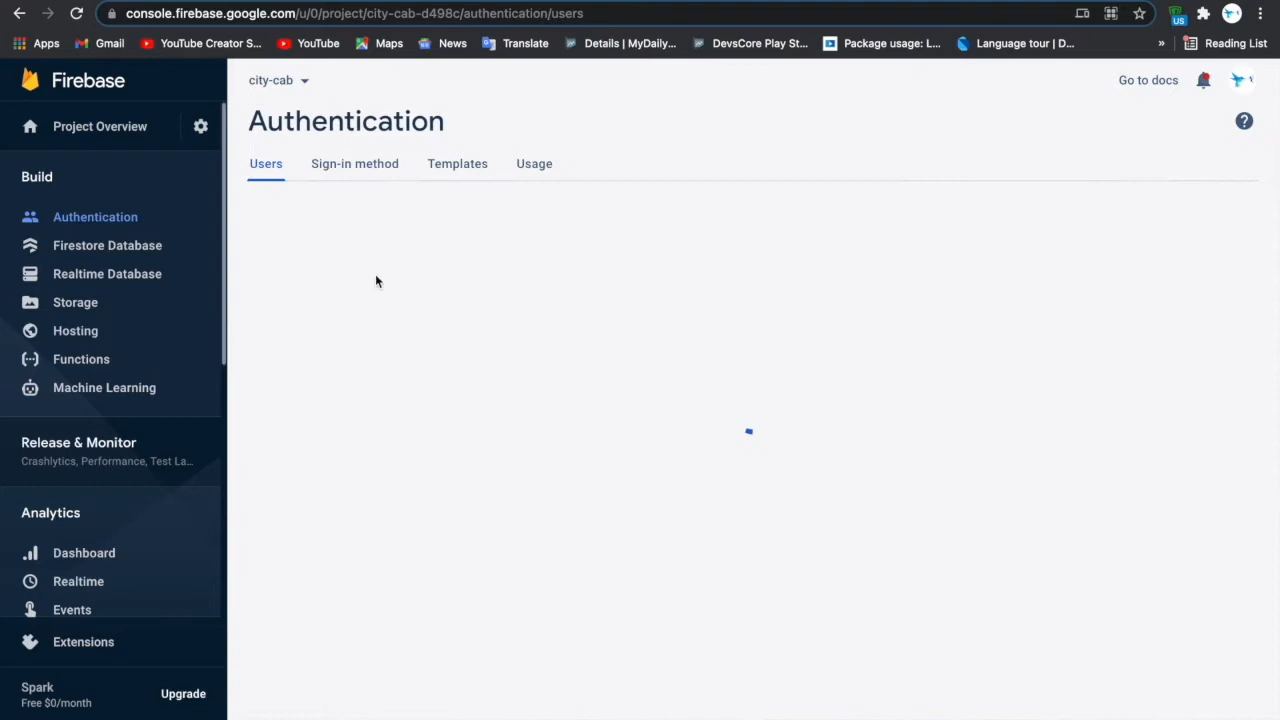 console.firebase.google.com/u/0/project/city-cab-d498c/authentication/users
US
Apps
Gmail
YouTube Creator S...
YouTube
Maps
News
Translate
Details | MyDaily...
DevsCore Play St...
Package usage: L...
Language tour | D...
»
Reading List
Firebase
city-cab
Go to docs
Project Overview
Authentication
?
Users
Sign-in method
Templates
Usage
Build
Authentication
Firestore Database
Realtime Database
Storage
Hosting
Functions
Machine Learning
Release & Monitor
Crashlytics, Performance, Test La...
Analytics
Dashboard
Realtime
Events
Extensions
Spark
Free $0/month
Upgrade